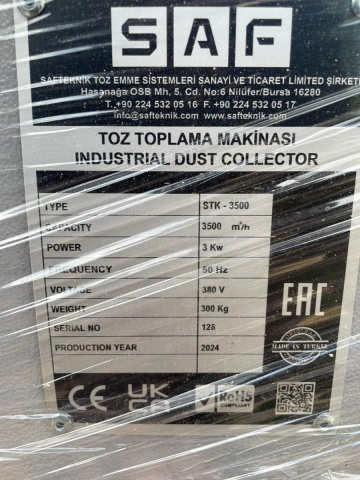 SAF
SAFTEKNİK TOZ EMME SİSTEMLERİ SANAYİ VE TİCARET LİMİTED ŞİRKETİ
Hasanağa OSB Mh, 5. Cd. No:6 Nilüfer/Bursa 16280
T.+90 224 532 05 16 F. +90 224 532 05 17
info@safteknik.com www.safteknik.com
TOZ TOPLAMA MAKİNASI
INDUSTRIAL DUST COLLECTOR
TYPE STK - 3500
CAPACITY 3500 m³/h
POWER 3 Kw
FREQUENCY 50 Hz
VOLTAGE 380 V
WEIGHT 300 Kg
SERIAL NO 128
PRODUCTION YEAR 2024
EAC
MADE IN TURKEY
CE UK CA RoHS
COMPLIANT